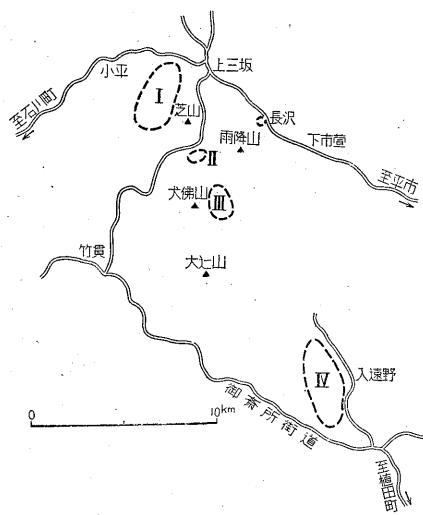 上三坂
小平
至石川町
I
芝山
長沢
雨降山
下市萱
II
至平市
犬佛山
III
竹貫
大辻山
IV
入遠野
御斎所街道
0 10km
至植田町